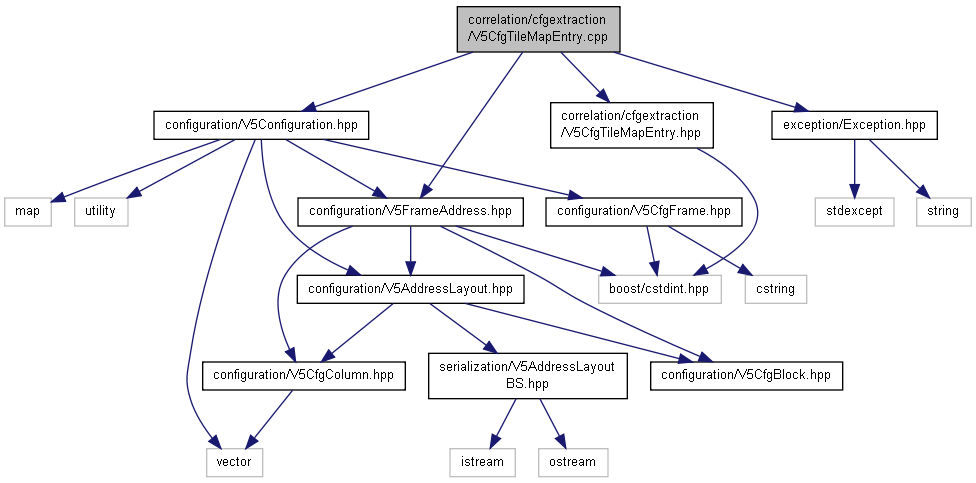 correlation/cfgextraction
/V5CfgTileMapEntry.cpp
configuration/V5Configuration.hpp
correlation/cfgextraction
/V5CfgTileMapEntry.hpp
exception/Exception.hpp
map
utility
configuration/V5FrameAddress.hpp
configuration/V5CfgFrame.hpp
stdexcept
string
configuration/V5AddressLayout.hpp
boost/cstdint.hpp
cstring
configuration/V5CfgColumn.hpp
serialization/V5AddressLayout
BS.hpp
configuration/V5CfgBlock.hpp
vector
istream
ostream